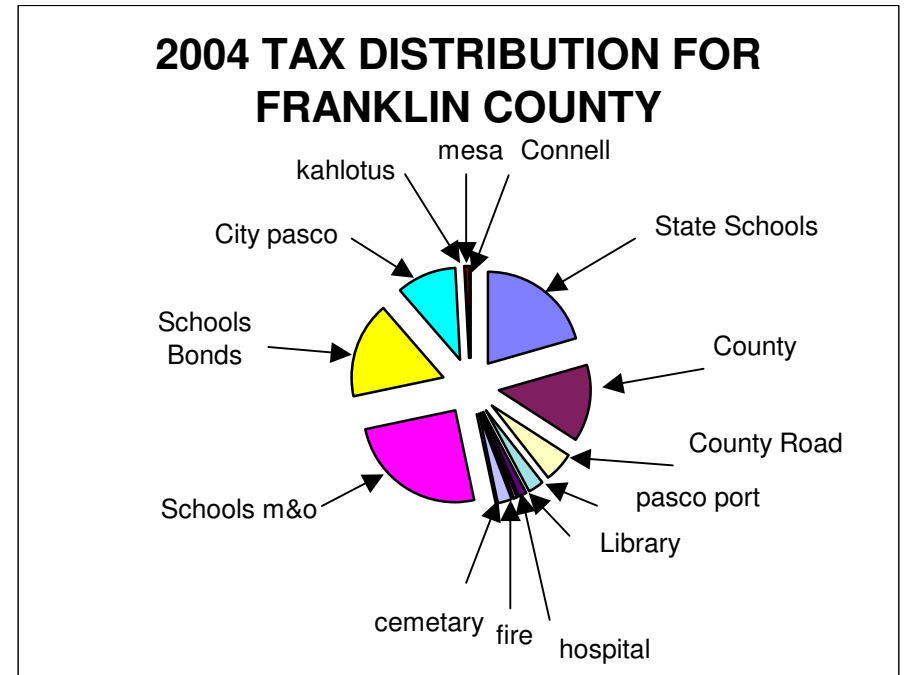 2004 TAX DISTRIBUTION FOR
FRANKLIN COUNTY
mesa
Connell
kahlotus
State Schools
City pasco
Schools
Bonds
County
County Road
pasco port
Schools m&o
Library
cemetary
fire
hospital